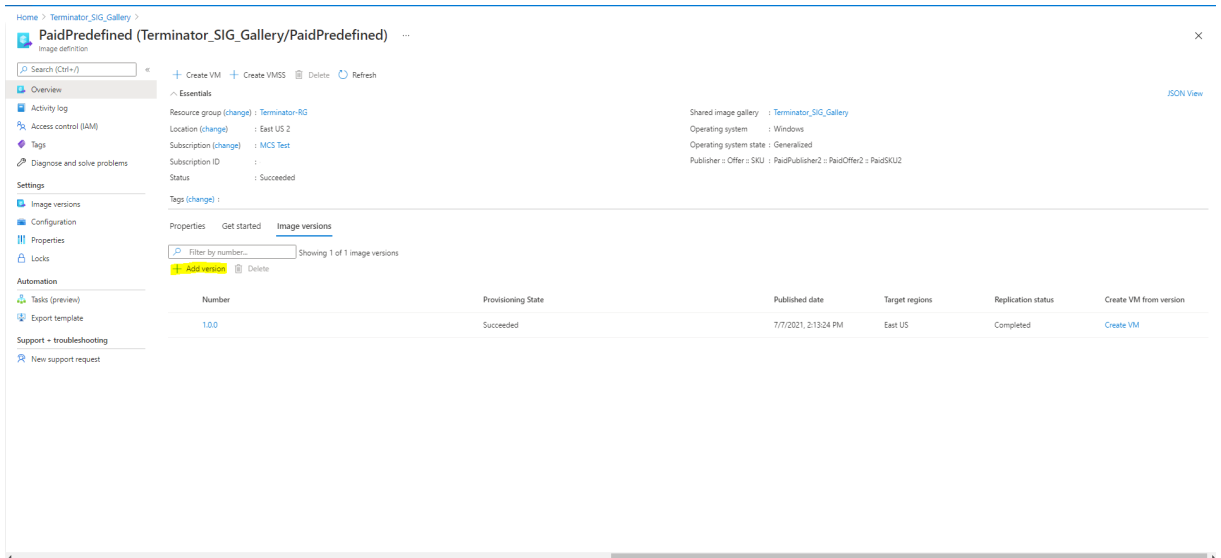 Home > Terminator_SIG_Gallery >
PaidPredefined (Terminator_SIG_Gallery/PaidPredefined) ...
Image definition
Search (Ctrl+/)
«
Overview
Activity log
Access control (IAM)
Tags
Diagnose and solve problems
Settings
Image versions
Configuration
Properties
Locks
Automation
Tasks (preview)
Export template
Support + troubleshooting
New support request
+ Create VM + Create VMSS Delete Refresh
Essentials
JSON View
Resource group (change) : Terminator-RG
Location (change) : East US 2
Subscription (change) : MCS Test
Subscription ID :
Status : Succeeded
Shared image gallery : Terminator_SIG_Gallery
Operating system : Windows
Operating system state : Generalized
Publisher :: Offer :: SKU : PaidPublisher2 :: PaidOffer2 :: PaidSKU2
Tags (change) :
Properties Get started Image versions
Filter by number... Showing 1 of 1 image versions
+ Add version Delete
Number Provisioning State Published date Target regions Replication status Create VM from version
1.0.0 Succeeded 7/7/2021, 2:13:24 PM East US Completed Create VM